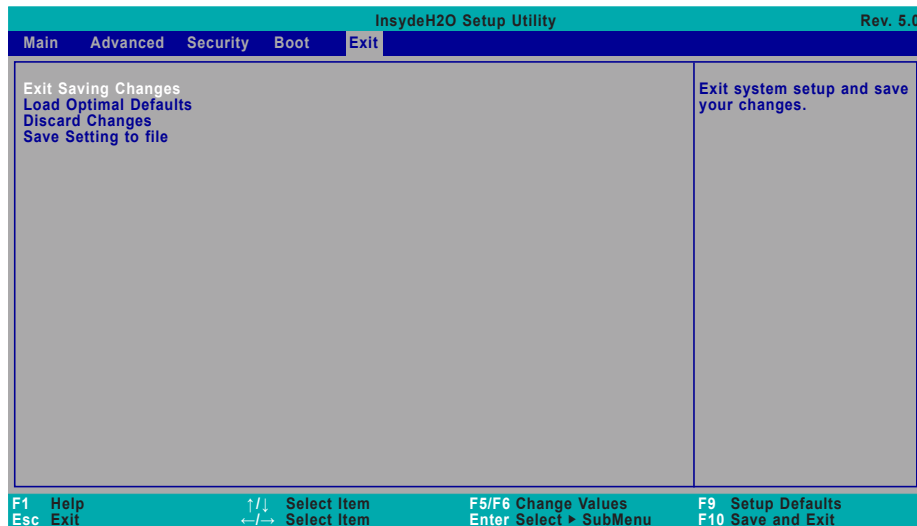 InsydeH2O Setup Utility Rev. 5.0
Main Advanced Security Boot Exit
Exit Saving Changes
Load Optimal Defaults
Discard Changes
Save Setting to file
Exit system setup and save
your changes.
F1 Help ↑/↓ Select Item F5/F6 Change Values F9 Setup Defaults
Esc Exit ←/→ Select Item Enter Select ▶ SubMenu F10 Save and Exit